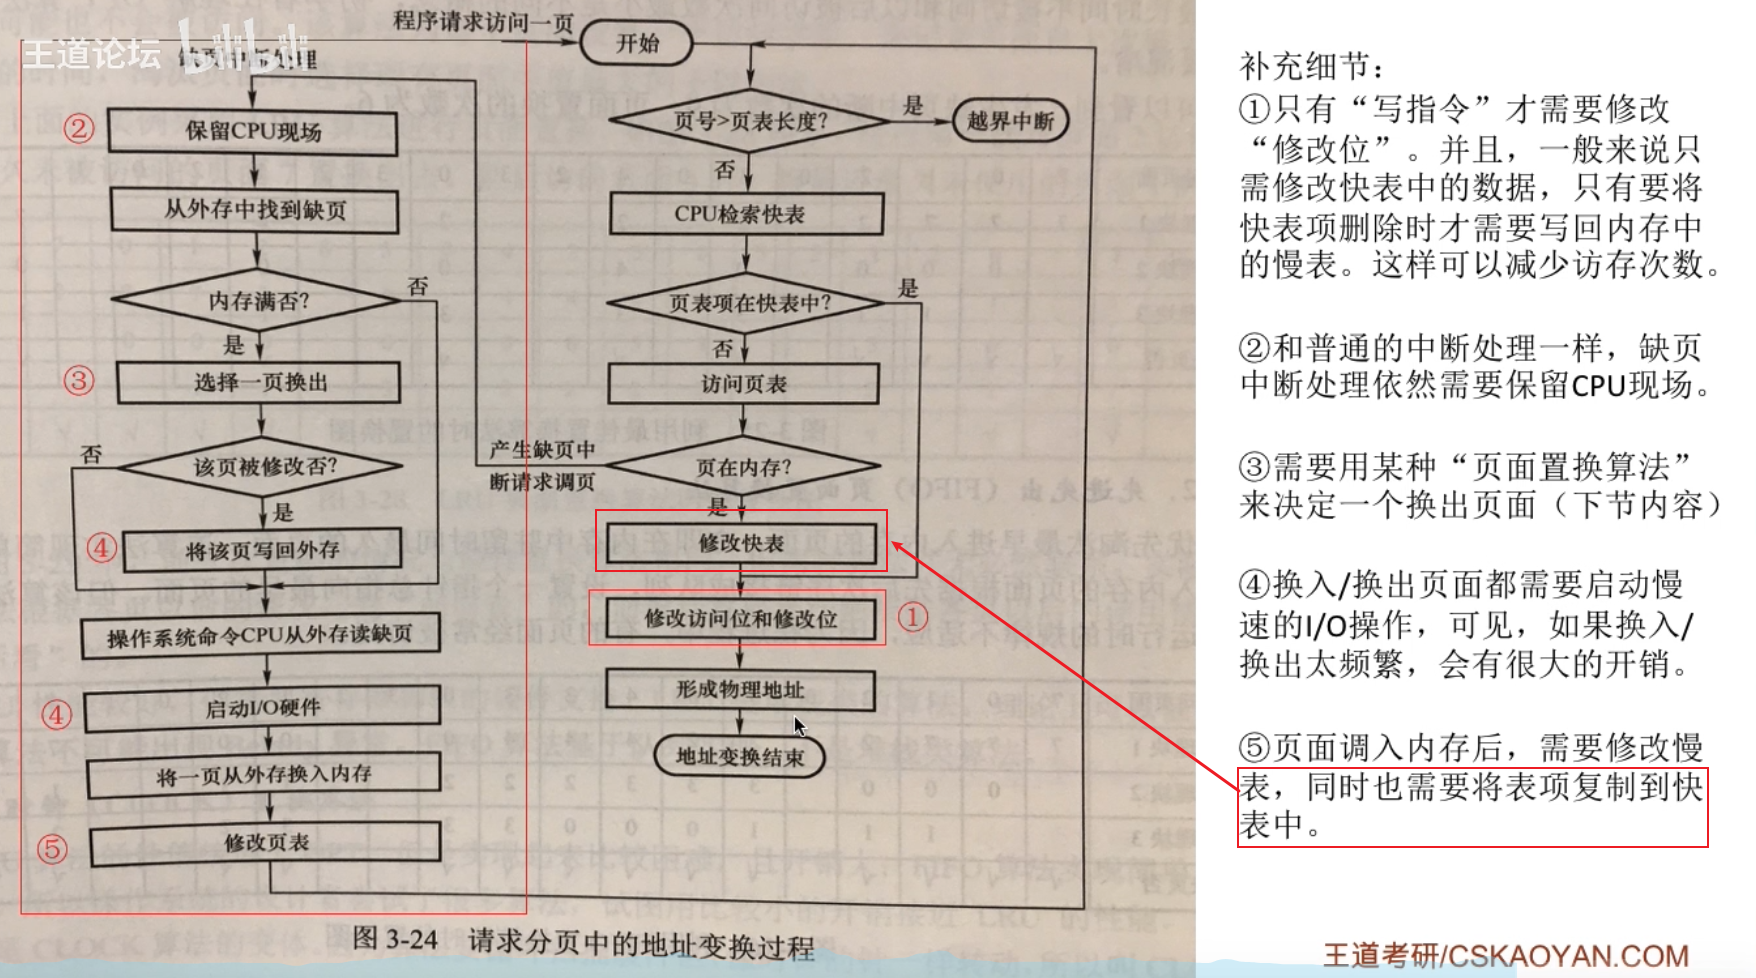 王道论坛
bilibili
程序请求访问一页
开始
缺页中断处理
②
保留CPU现场
从外存中找到缺页
内存满否?
否
是
③
选择一页换出
该页被修改否?
否
是
④
将该页写回外存
操作系统命令CPU从外存读缺页
④
启动I/O硬件
将一页从外存换入内存
⑤
修改页表
页号>页表长度?
是
越界中断
否
CPU检索快表
页表项在快表中?
是
否
访问页表
产生缺页中
断请求调页
页在内存?
是
修改快表
修改访问位和修改位
①
形成物理地址
地址变换结束
图 3-24 请求分页中的地址变换过程
补充细节:
①只有“写指令”才需要修改
“修改位”。并且，一般来说只
需修改快表中的数据，只有要将
快表项删除时才需要写回内存中
的慢表。这样可以减少访存次数。
②和普通的中断处理一样，缺页
中断处理依然需要保留CPU现场。
③需要用某种“页面置换算法”
来决定一个换出页面（下节内容）
④换入/换出页面都需要启动慢
速的I/O操作，可见，如果换入/
换出太频繁，会有很大的开销。
⑤页面调入内存后，需要修改慢
表，同时也需要将表项复制到快
表中。
王道考研/CSKAOYAN.COM